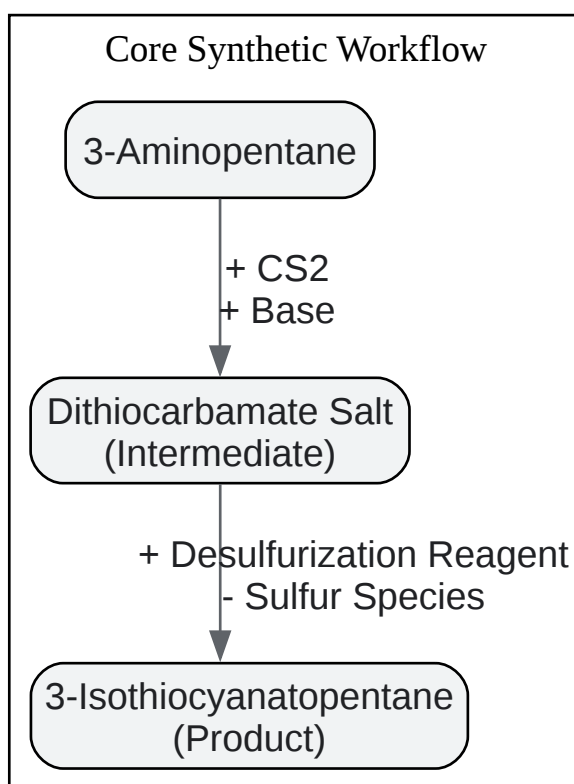 Core Synthetic Workflow
3-Aminopentane
+ CS2
+ Base
Dithiocarbamate Salt
(Intermediate)
+ Desulfurization Reagent
- Sulfur Species
3-Isothiocyanatopentane
(Product)